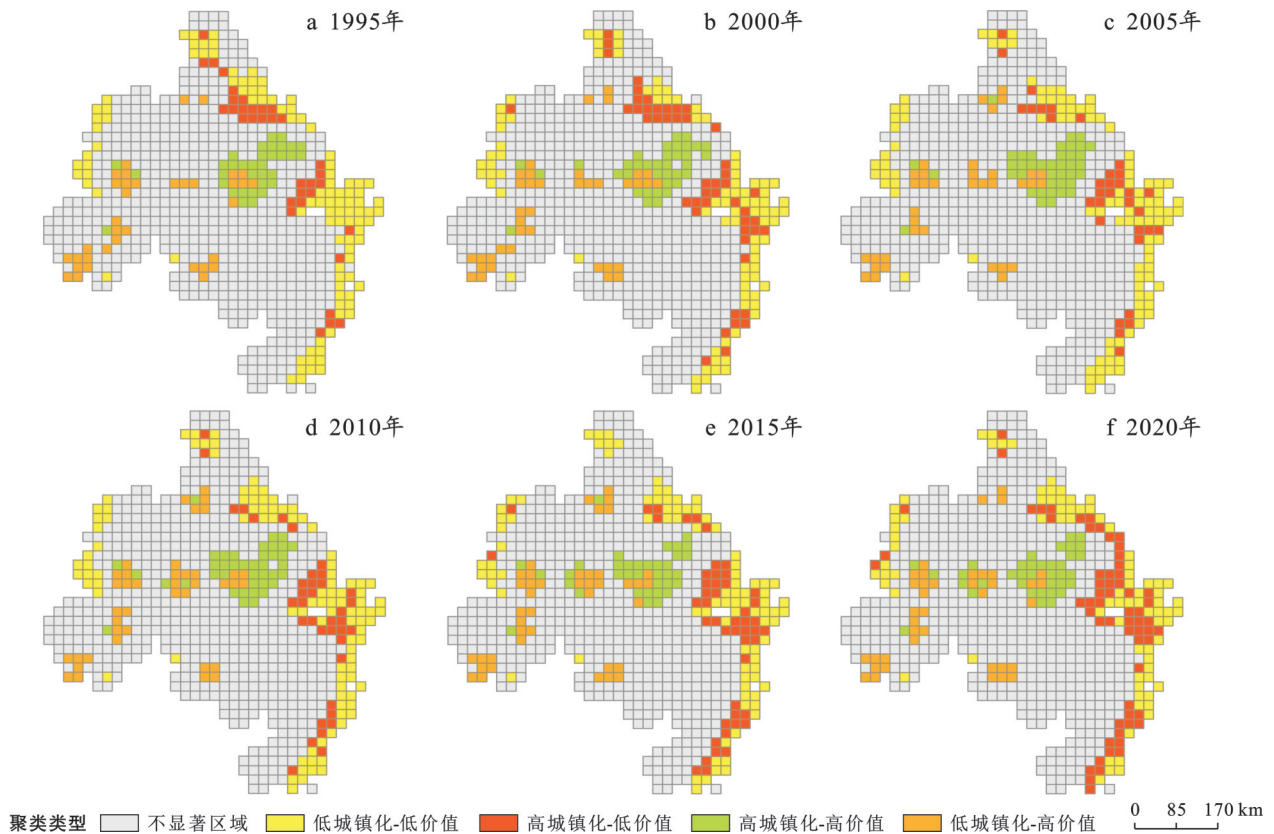 a 1995年
b 2000年
c 2005年
d 2010年
e 2015年
f 2020年
聚类类型 不显著区域 低城镇化-低价值 高城镇化-低价值 高城镇化-高价值 低城镇化-高价值
0 85 170 km